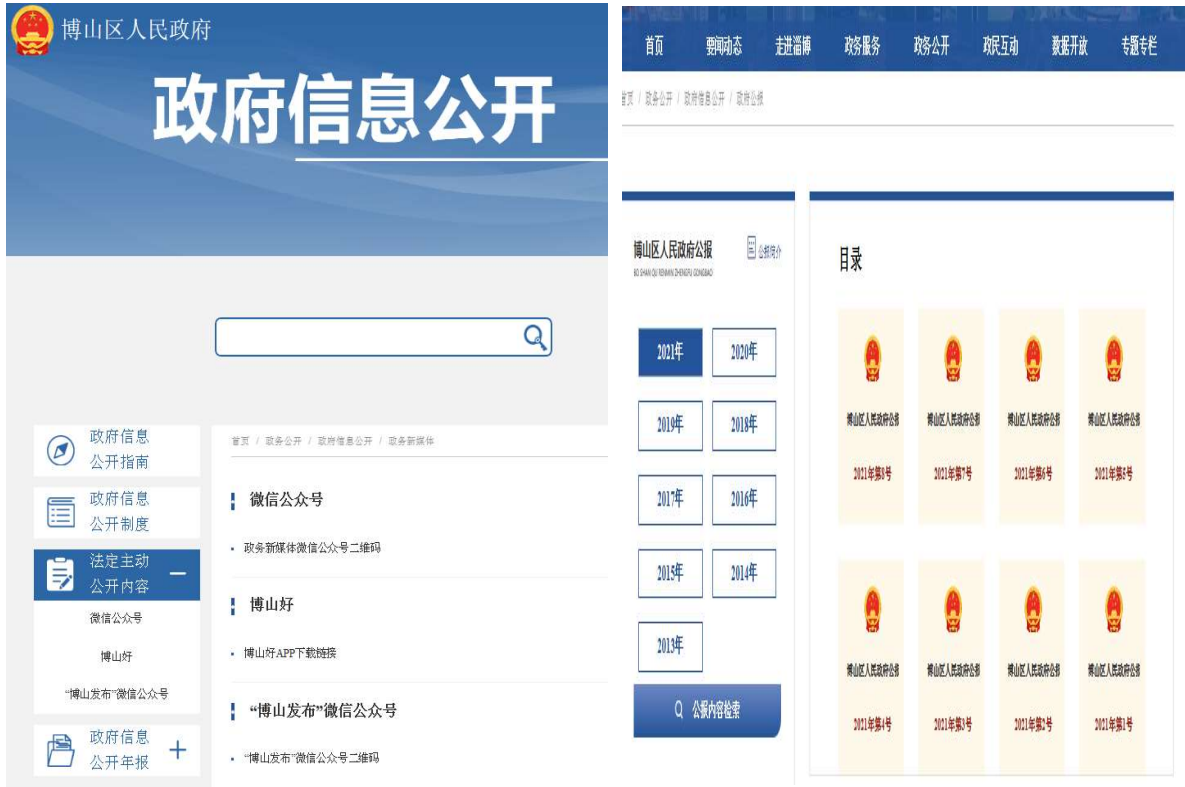 博山区人民政府
政府信息公开
政府信息
公开指南
政府信息
公开制度
法定主动
公开内容
微信公众号
博山好
“博山发布”微信公众号
政府信息
公开年报
首页 / 政务公开 / 政府信息公开 / 政务新媒体
微信公众号
政务新媒体微信公众号二维码
博山好
博山好APP下载链接
“博山发布”微信公众号
“博山发布”微信公众号二维码
首页 要闻动态 走进淄博 政务服务 政务公开 政民互动 数据开放 专题专栏
首页 / 政务公开 / 政府信息公开 / 政府公报
博山区人民政府公报
BO SHAN QU RENMIN ZHENGFU GONGBAO
公报简介
2021年 2020年
2019年 2018年
2017年 2016年
2015年 2014年
2013年
公报内容检索
目录
博山区人民政府公报 博山区人民政府公报 博山区人民政府公报 博山区人民政府公报
2021年第8号 2021年第7号 2021年第6号 2021年第5号
博山区人民政府公报 博山区人民政府公报 博山区人民政府公报 博山区人民政府公报
2021年第4号 2021年第3号 2021年第2号 2021年第1号